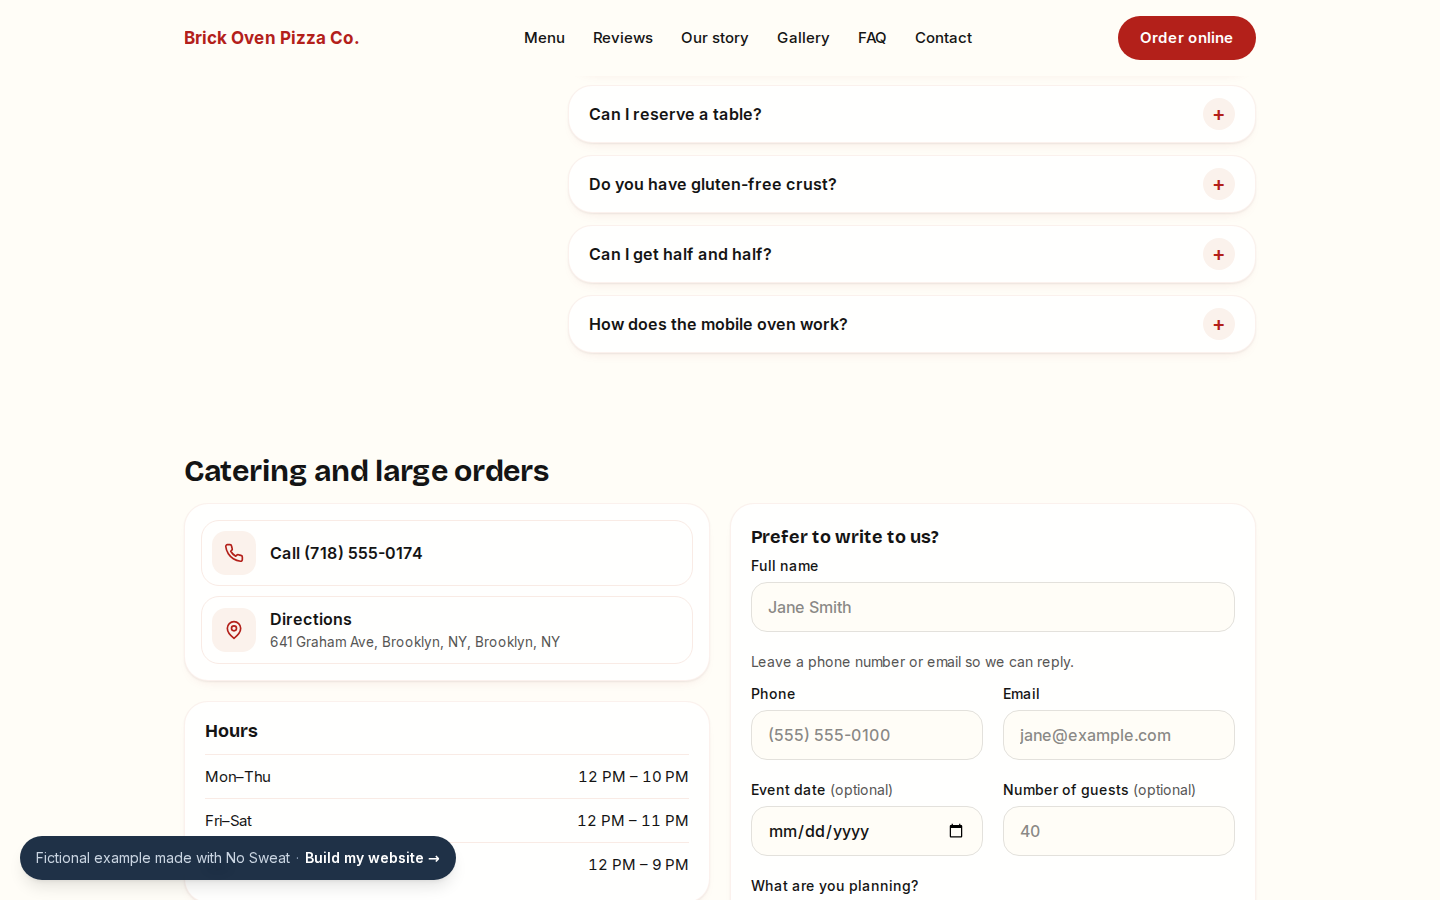 Brick Oven Pizza Co.
Menu Reviews Our story Gallery FAQ Contact
Order online
Can I reserve a table?
Do you have gluten-free crust?
Can I get half and half?
How does the mobile oven work?
Catering and large orders
Call (718) 555-0174
Directions
641 Graham Ave, Brooklyn, NY, Brooklyn, NY
Hours
Mon–Thu 12 PM – 10 PM
Fri–Sat 12 PM – 11 PM
12 PM – 9 PM
Prefer to write to us?
Full name
Jane Smith
Leave a phone number or email so we can reply.
Phone Email
(555) 555-0100 jane@example.com
Event date (optional) Number of guests (optional)
mm/dd/yyyy 40
What are you planning?
Fictional example made with No Sweat · Build my website →